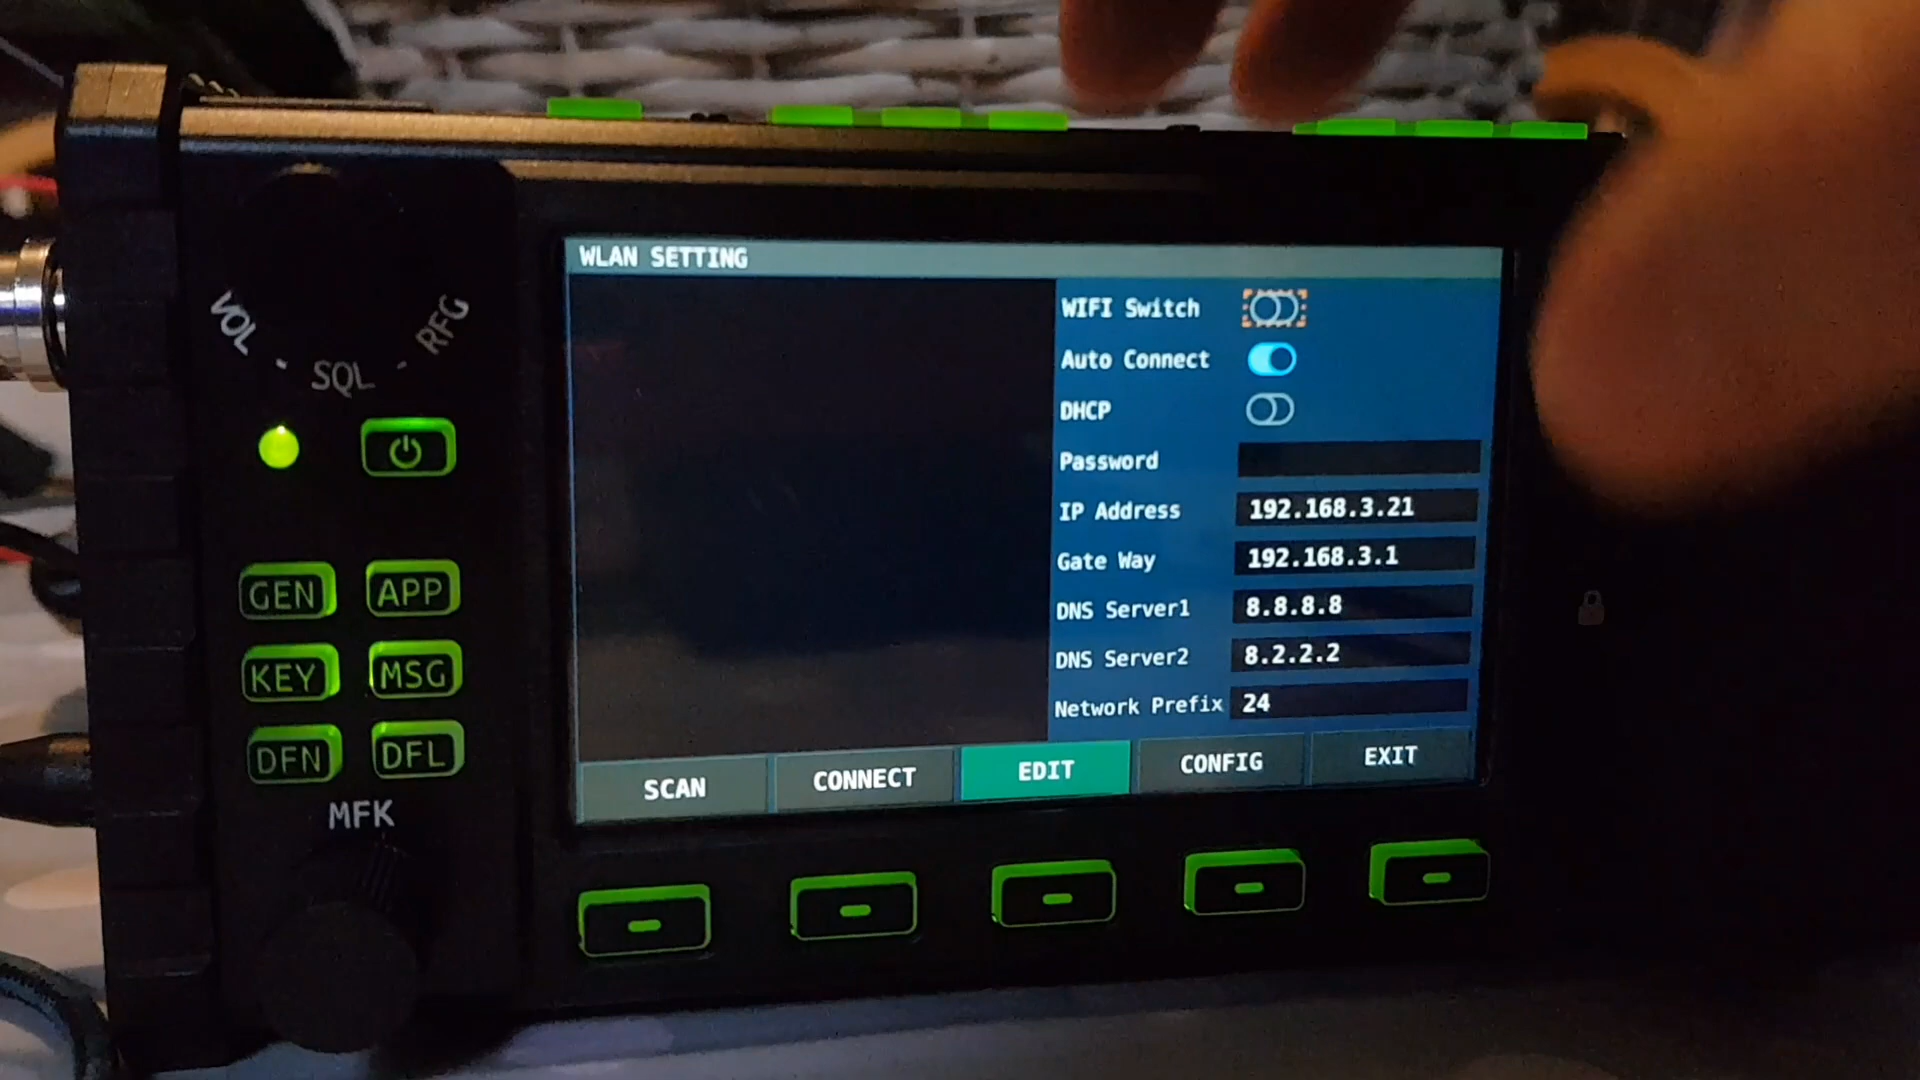 WLAN SETTING
WIFI Switch
Auto Connect
DHCP
Password
IP Address 192.168.3.21
Gate Way 192.168.3.1
DNS Server1 8.8.8.8
DNS Server2 8.2.2.2
Network Prefix 24
SCAN CONNECT EDIT CONFIG EXIT
VOL - SQL - RFG
GEN APP
KEY MSG
DFN DFL
MFK